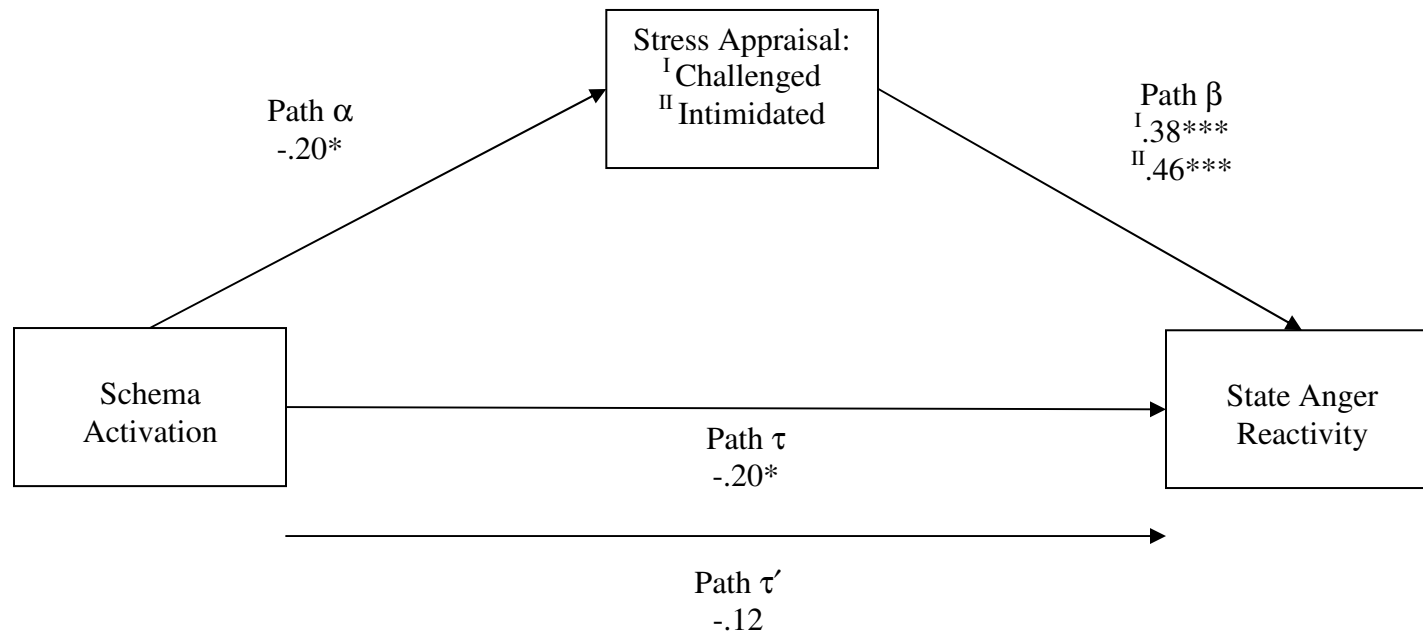 Stress Appraisal:
I Challenged
II Intimidated
Path α
-.20*
Path β
I .38***
II .46***
Schema
Activation
State Anger
Reactivity
Path τ
-.20*
Path τ′
-.12